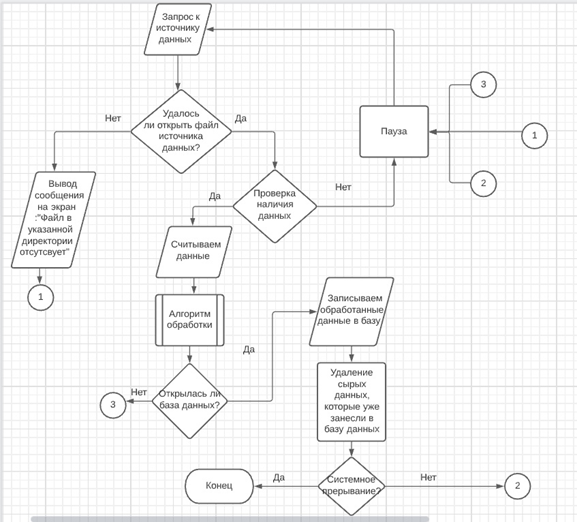 Запрос к
источнику
данных
Нет
Удалось
ли открыть файл
источника
данных?
Да
Пауза
3
1
2
Вывод
сообщения
на экран
:"Файл в
указанной
директории
отсутсвует"
1
Да
Проверка
наличия
данных
Нет
Считываем
данные
Алгоритм
обработки
Да
Записываем
обработанные
данные в базу
Нет
3
Открылась ли
база данных?
Удаление
сырых
данных,
которые уже
занесли в
базу данных
Конец
Да
Системное
прерывание?
Нет
2